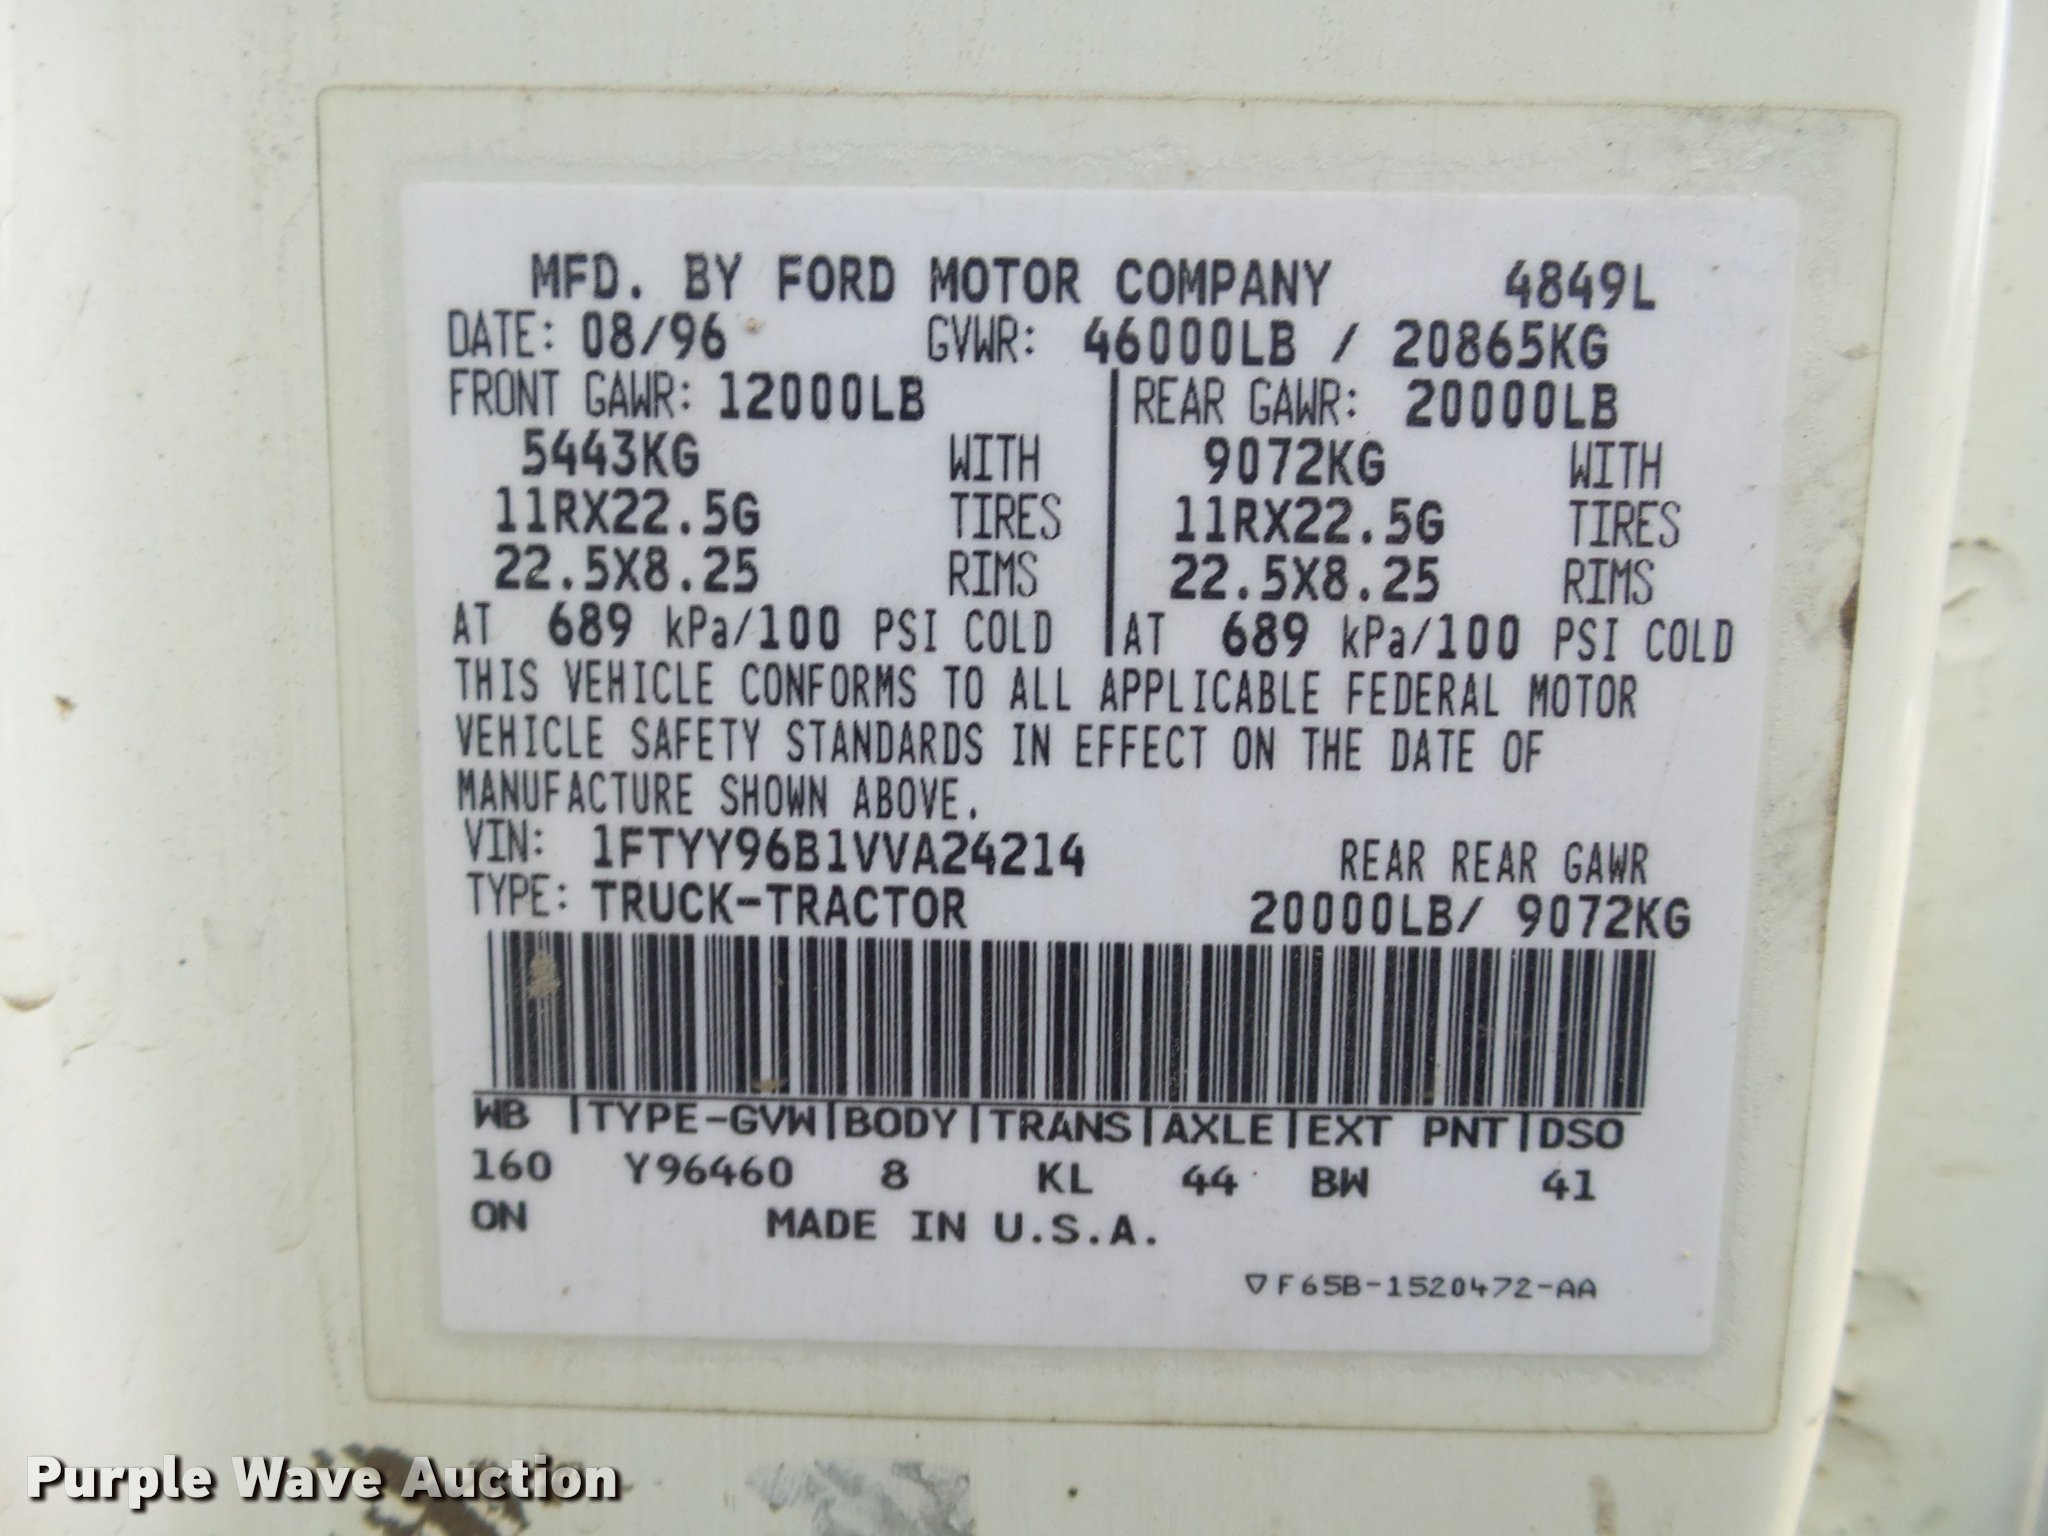 MFD. BY FORD MOTOR COMPANY 4849L
DATE: 08/96 GVWR: 46000LB / 20865KG
FRONT GAWR: 12000LB REAR GAWR: 20000LB
5443KG WITH 9072KG WITH
11RX22.5G TIRES 11RX22.5G TIRES
22.5X8.25 RIMS 22.5X8.25 RIMS
AT 689 kPa/100 PSI COLD AT 689 kPa/100 PSI COLD
THIS VEHICLE CONFORMS TO ALL APPLICABLE FEDERAL MOTOR
VEHICLE SAFETY STANDARDS IN EFFECT ON THE DATE OF
MANUFACTURE SHOWN ABOVE.
VIN: 1FTYY96B1VVA24214 REAR REAR GAWR
TYPE: TRUCK-TRACTOR 20000LB/ 9072KG
WB | TYPE-GVW | BODY | TRANS | AXLE | EXT PNT | DSO
160 Y96460 8 KL 44 BW 41
ON MADE IN U.S.A.
▽F65B-1520472-AA
Purple Wave Auction